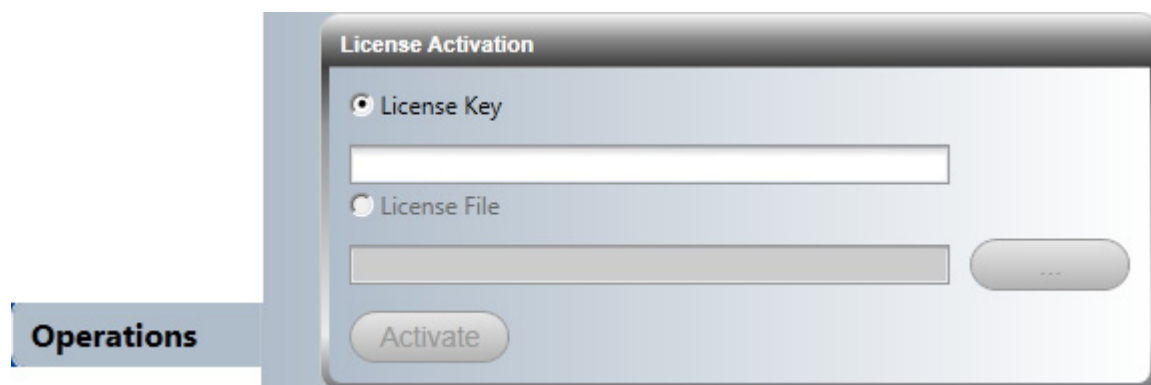 License Activation
License Key
License File
...
Operations
Activate